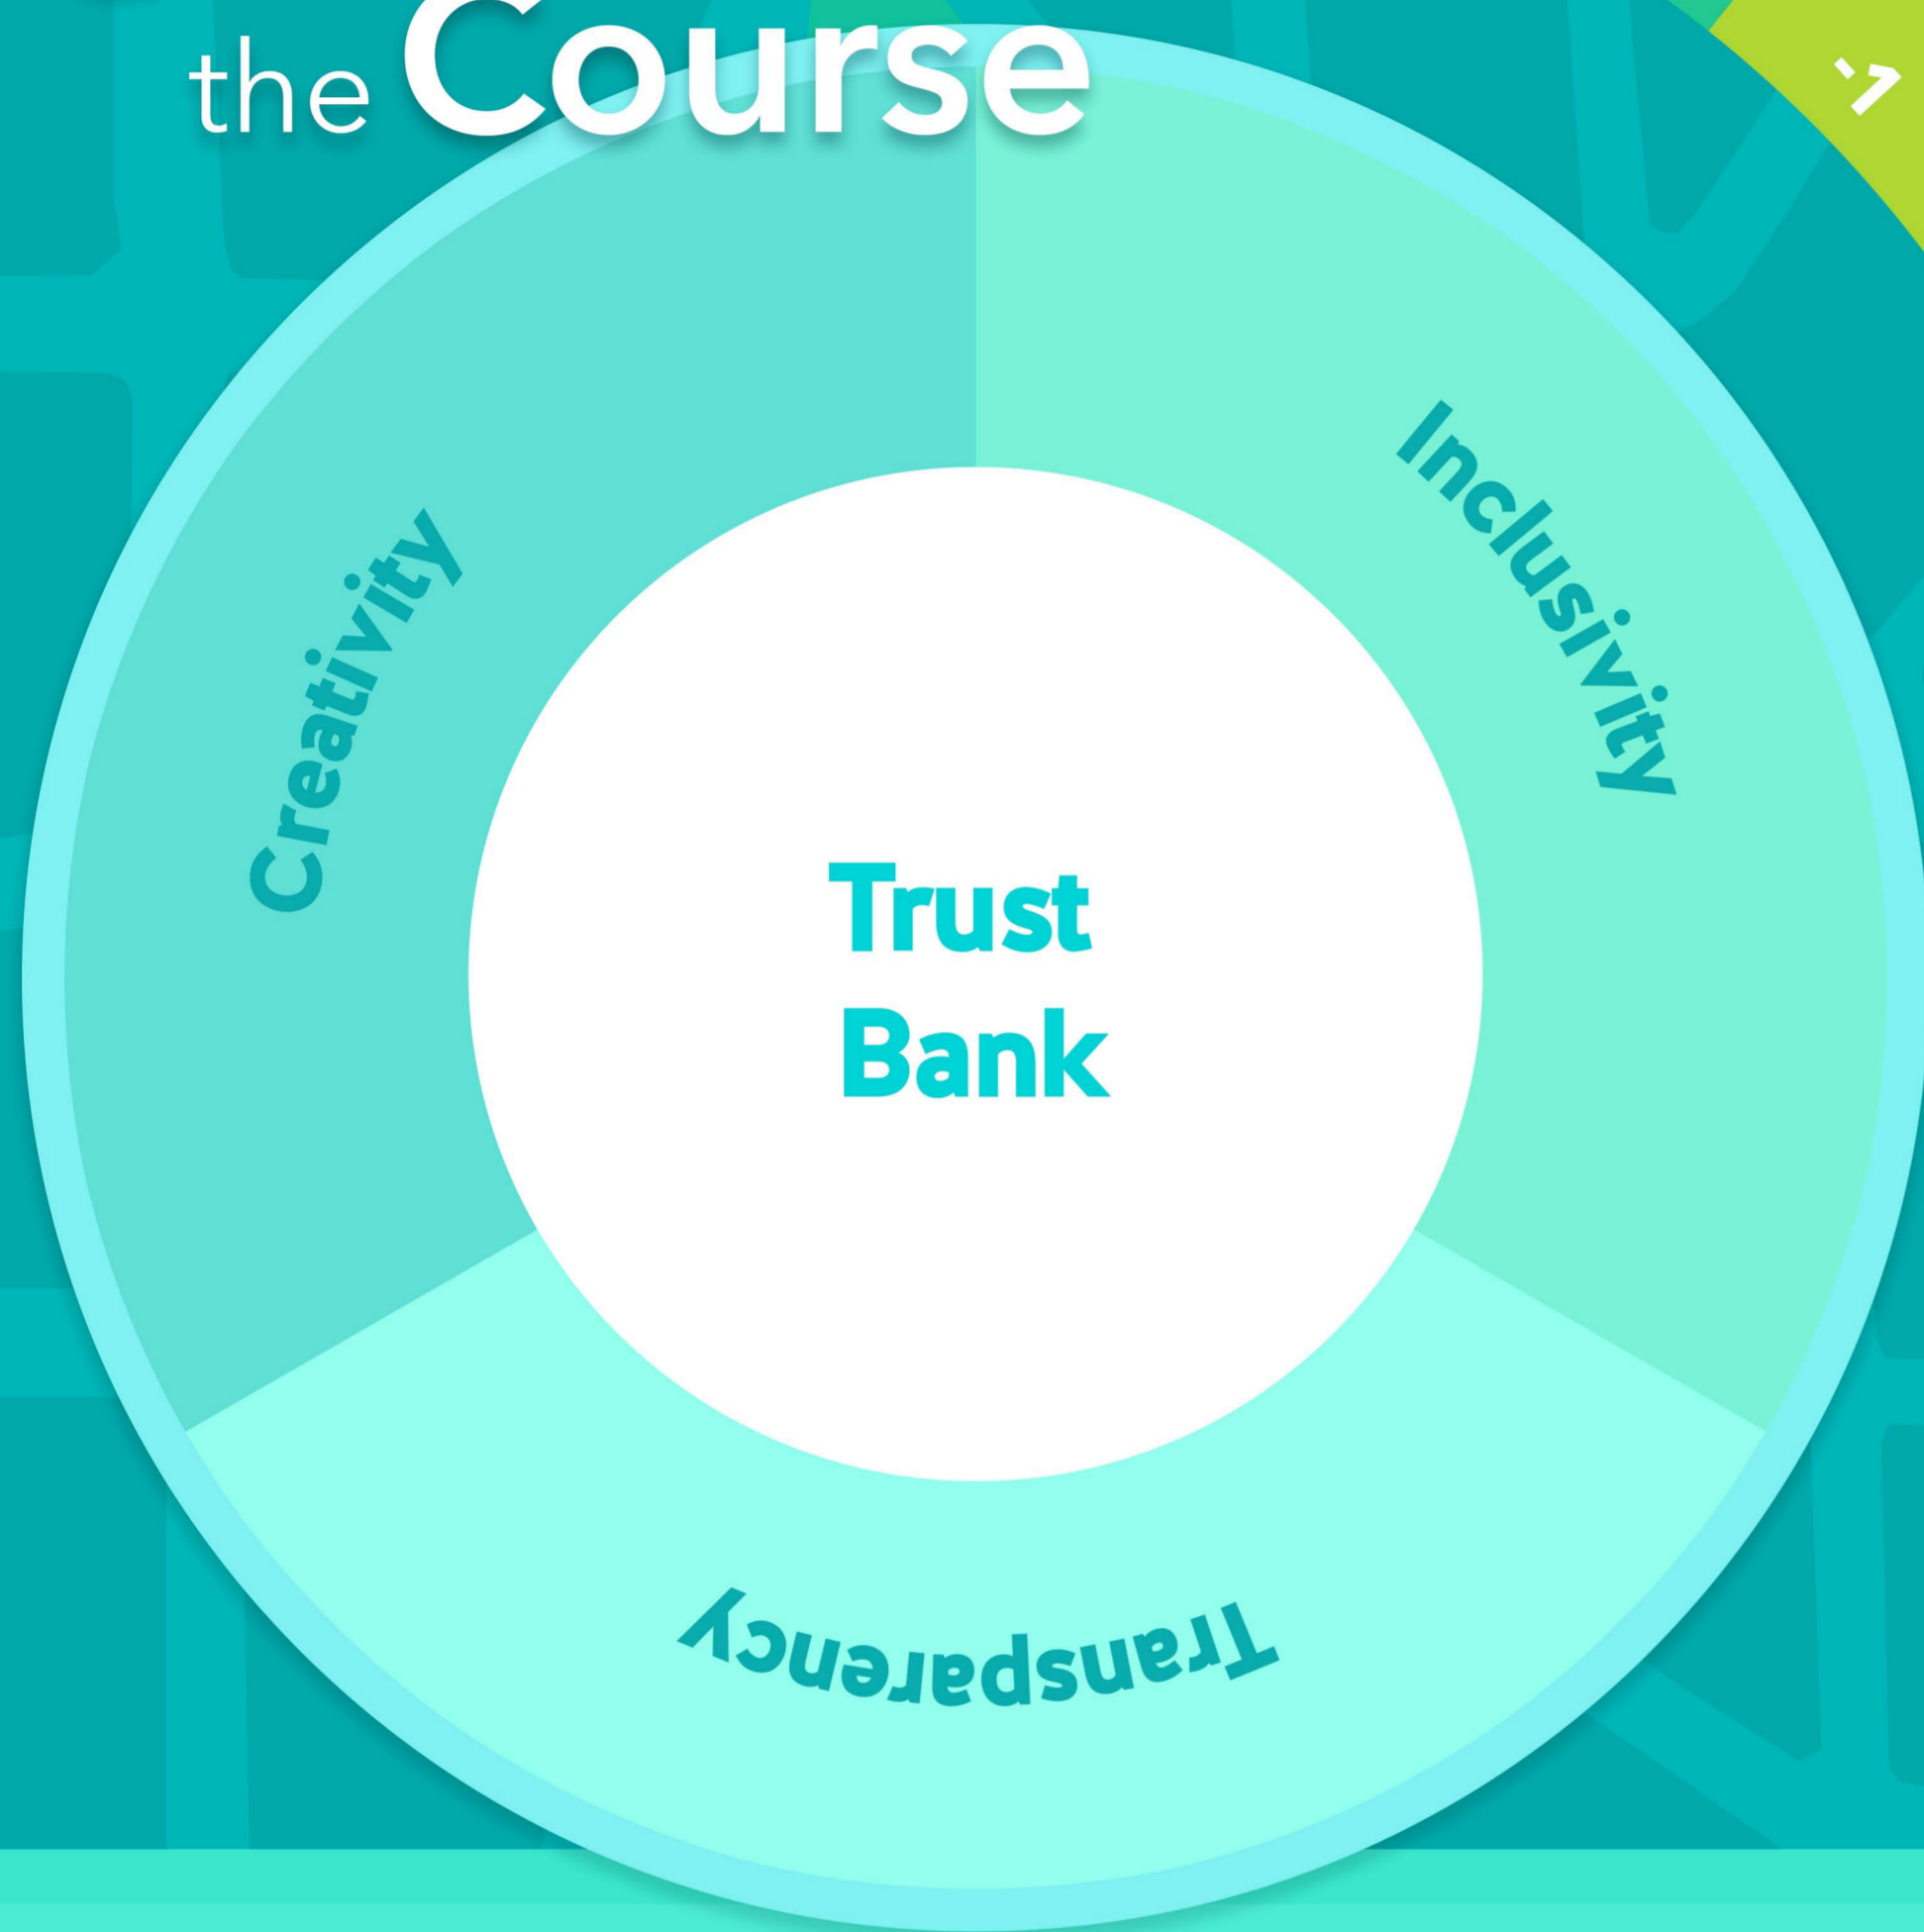 the Course
Creativity
Inclusivity
Trust
Bank
Transparency